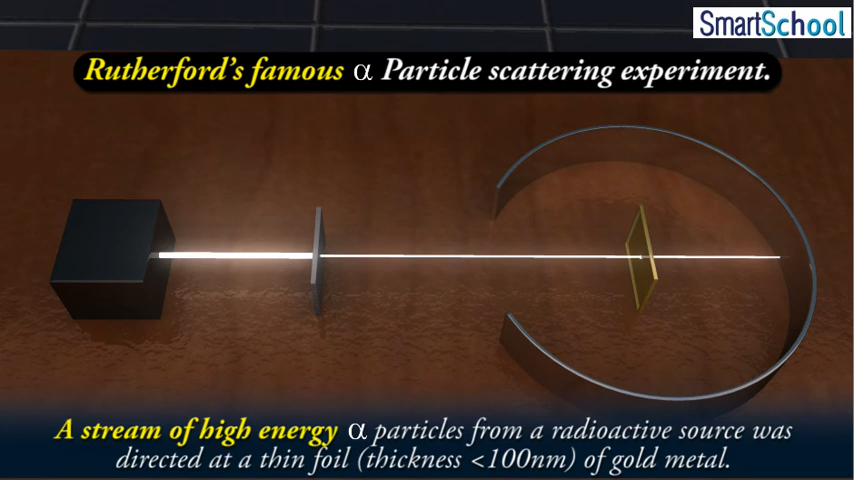 SmartSchool
Rutherford's famous α Particle scattering experiment.
A stream of high energy α particles from a radioactive source was
directed at a thin foil (thickness <100nm) of gold metal.